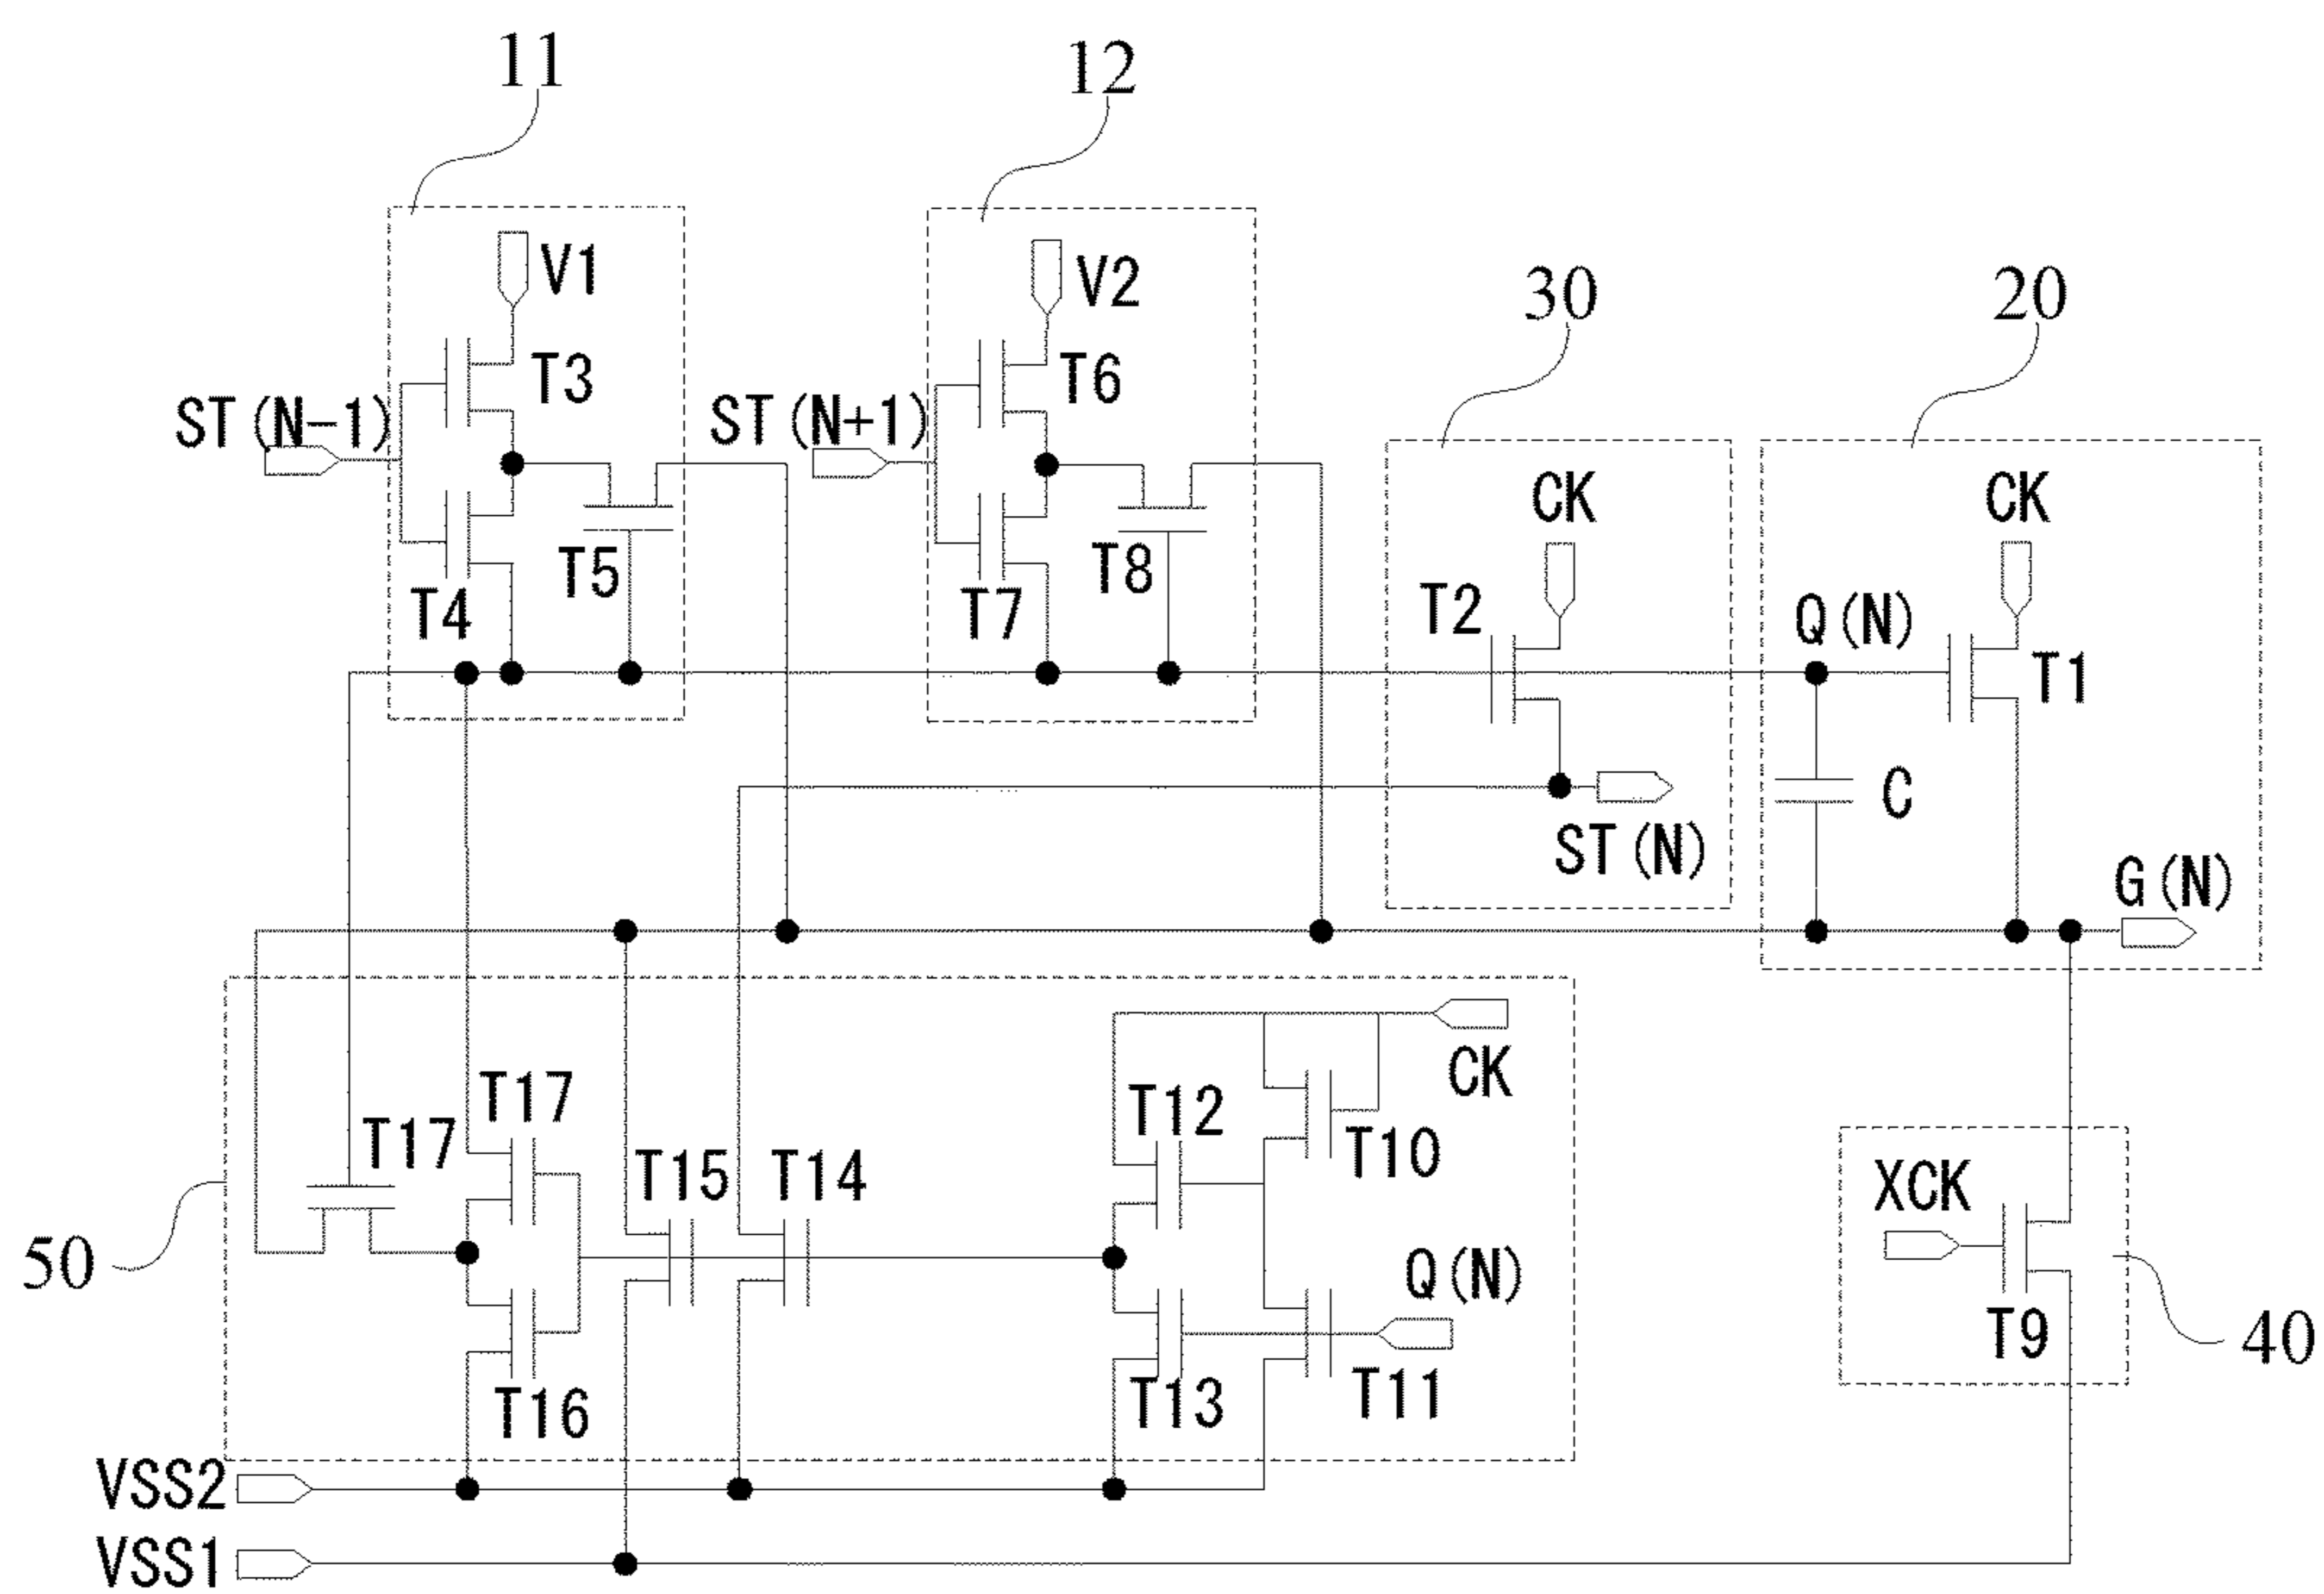 11
12
V1
V2
30
20
T3
T6
ST(N-1)
ST(N+1)
CK
CK
T5
T8
T4
T7
T2
Q(N)
T1
C
ST(N)
G(N)
CK
T17
T12
T17
T10
T15
T14
XCK
50
Q(N)
T9
40
T16
T13
T11
VSS2
VSS1